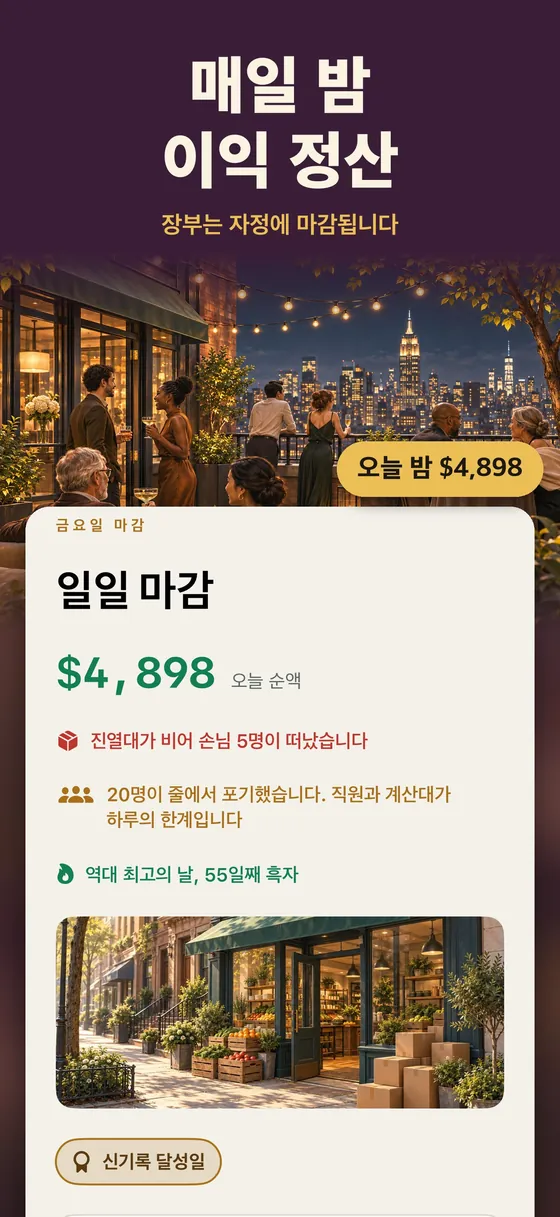 매일 밤
이익 정산
장부는 자정에 마감됩니다
오늘 밤 $4,898
금요일 마감
일일 마감
$4,898 오늘 순액
진열대가 비어 손님 5명이 떠났습니다
20명이 줄에서 포기했습니다. 직원과 계산대가
하루의 한계입니다
역대 최고의 날, 55일째 흑자
신기록 달성일